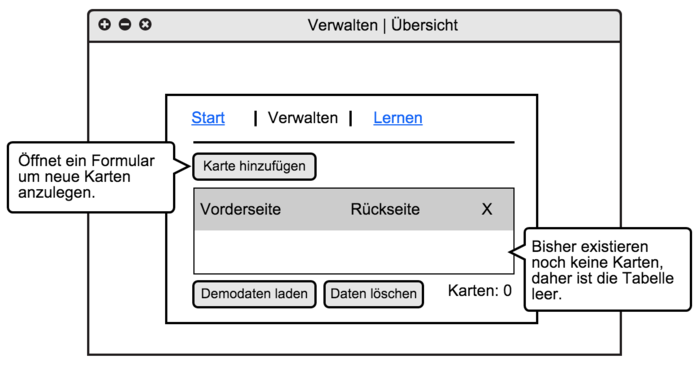 Verwalten | Übersicht
Start | Verwalten | Lernen
Öffnet ein Formular
um neue Karten
anzulegen.
Karte hinzufügen
Vorderseite Rückseite X
Bisher existieren
noch keine Karten,
daher ist die Tabelle
leer.
Demodaten laden Daten löschen Karten: 0